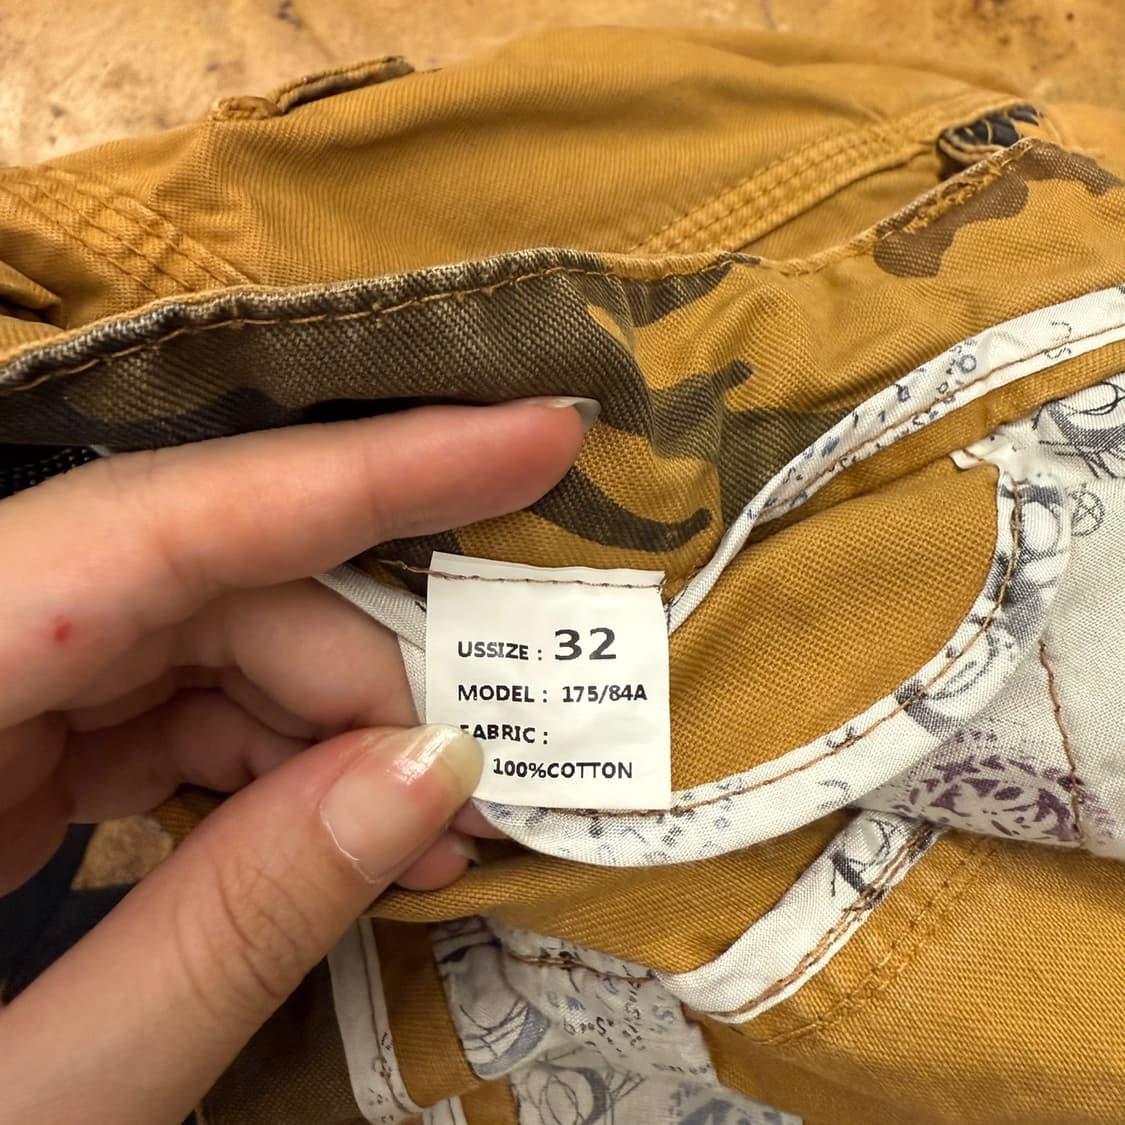 USSIZE : 32
MODEL : 175/84A
FABRIC :
100%COTTON